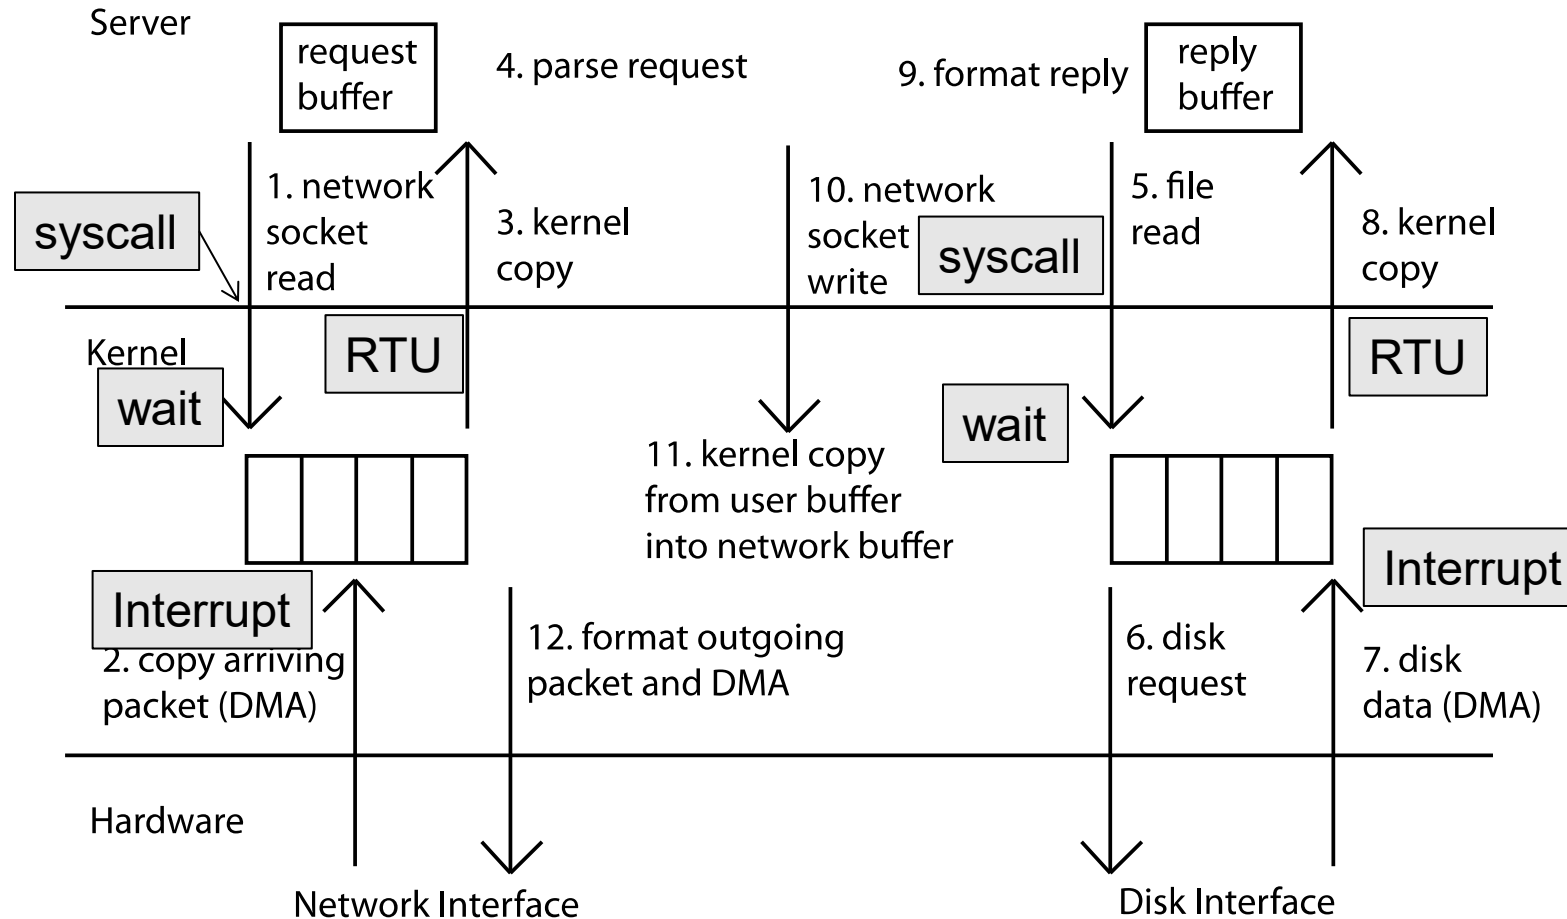 Server
request
buffer
4. parse request
9. format reply
reply
buffer
syscall
1. network
socket
read
3. kernel
copy
10. network
socket
write
syscall
5. file
read
8. kernel
copy
Kernel
wait
RTU
wait
RTU
11. kernel copy
from user buffer
into network buffer
Interrupt
2. copy arriving
packet (DMA)
12. format outgoing
packet and DMA
6. disk
request
Interrupt
7. disk
data (DMA)
Hardware
Network Interface
Disk Interface